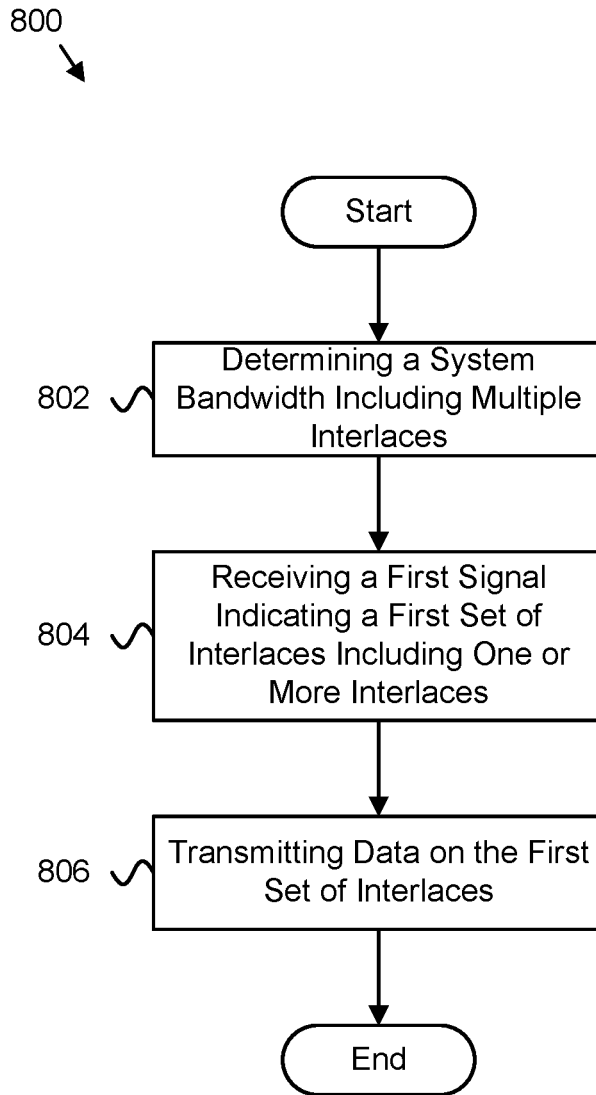 800
Start
802
Determining a System
Bandwidth Including Multiple
Interlaces
804
Receiving a First Signal
Indicating a First Set of
Interlaces Including One or
More Interlaces
806
Transmitting Data on the First
Set of Interlaces
End